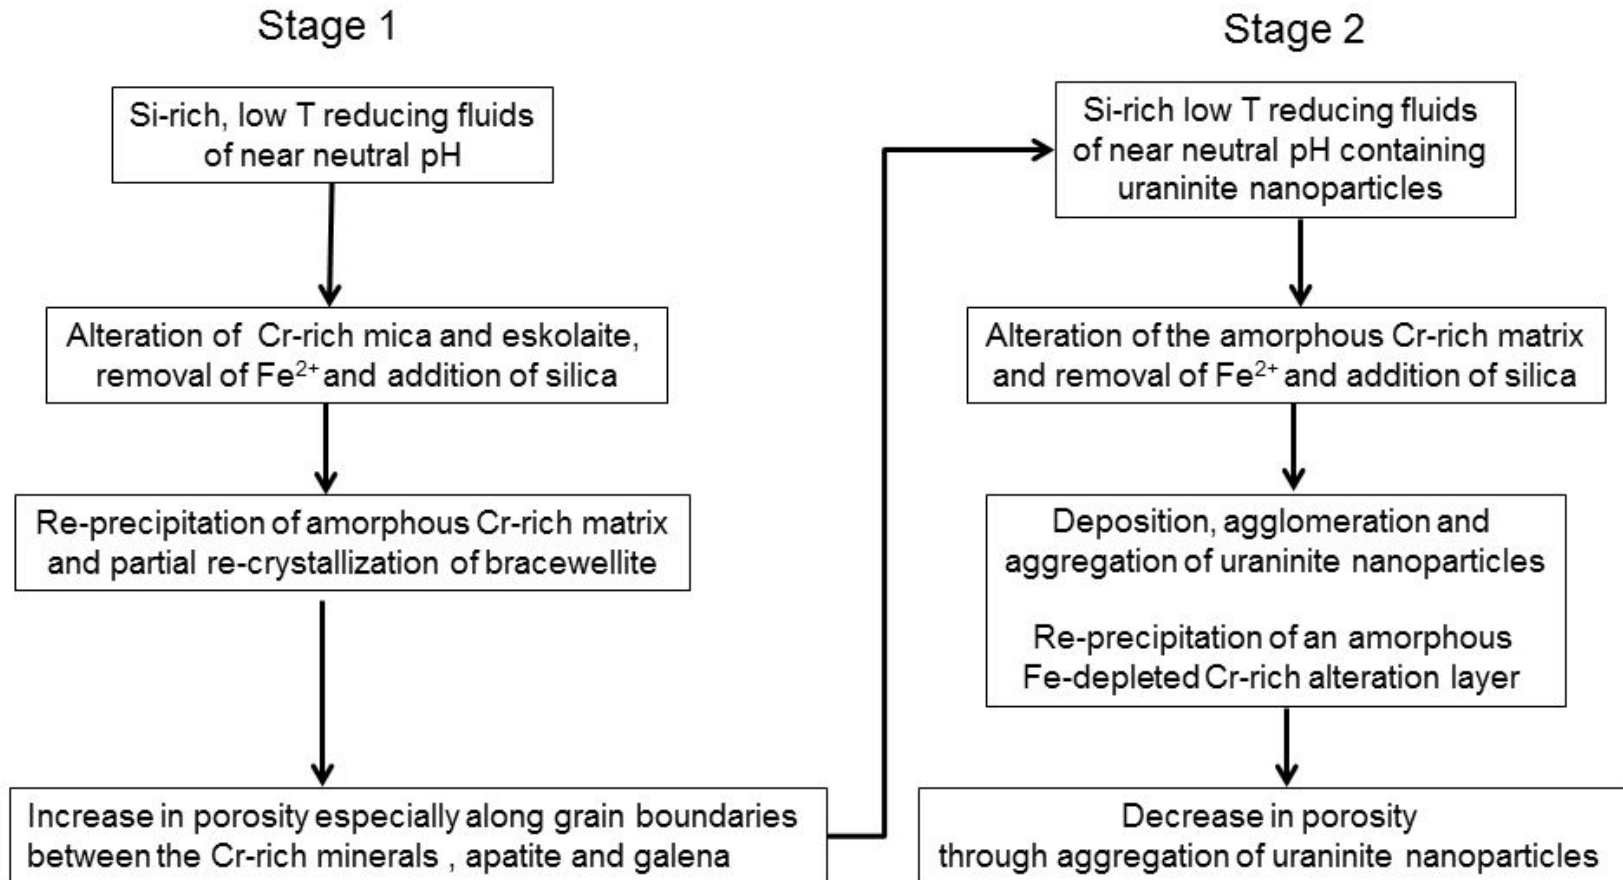 Stage 1
Si-rich, low T reducing fluids
of near neutral pH
Alteration of Cr-rich mica and eskolaite,
removal of Fe²⁺ and addition of silica
Re-precipitation of amorphous Cr-rich matrix
and partial re-crystallization of bracewellite
Increase in porosity especially along grain boundaries
between the Cr-rich minerals , apatite and galena
Stage 2
Si-rich low T reducing fluids
of near neutral pH containing
uraninite nanoparticles
Alteration of the amorphous Cr-rich matrix
and removal of Fe²⁺ and addition of silica
Deposition, agglomeration and
aggregation of uraninite nanoparticles
Re-precipitation of an amorphous
Fe-depleted Cr-rich alteration layer
Decrease in porosity
through aggregation of uraninite nanoparticles